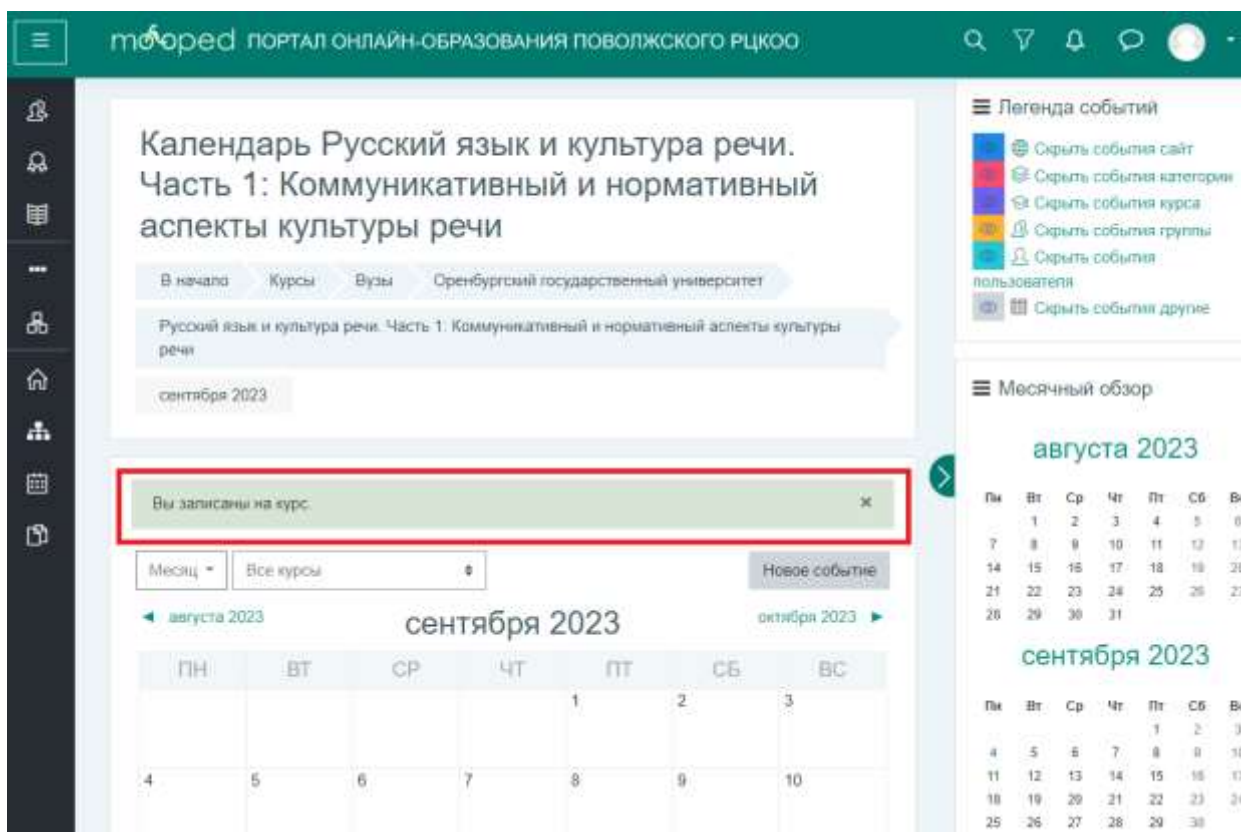 mooped ПОРТАЛ ОНЛАЙН-ОБРАЗОВАНИЯ ПОВОЛЖСКОГО РЦКОО
Календарь Русский язык и культура речи.
Часть 1: Коммуникативный и нормативный
аспекты культуры речи
В начало Курсы Вузы Оренбургский государственный университет
Русский язык и культура речи. Часть 1: Коммуникативный и нормативный аспекты культуры
речи
сентября 2023
Вы записаны на курс. ×
Месяц Все курсы Новое событие
◄ августа 2023 сентября 2023 октября 2023 ►
ПН ВТ СР ЧТ ПТ СБ ВС
1 2 3
4 5 6 7 8 9 10
Легенда событий
Скрыть события сайт
Скрыть события категории
Скрыть события курса
Скрыть события группы
Скрыть события
пользователя
Скрыть события другие
Месячный обзор
августа 2023
Пн Вт Ср Чт Пт Сб
1 2 3 4 5
7 8 9 10 11 12
14 15 16 17 18 19
21 22 23 24 25 26
28 29 30 31
сентября 2023
Пн Вт Ср Чт Пт Сб
1 2
4 5 6 7 8 9
11 12 13 14 15 16
18 19 20 21 22 23
25 26 27 28 29 30